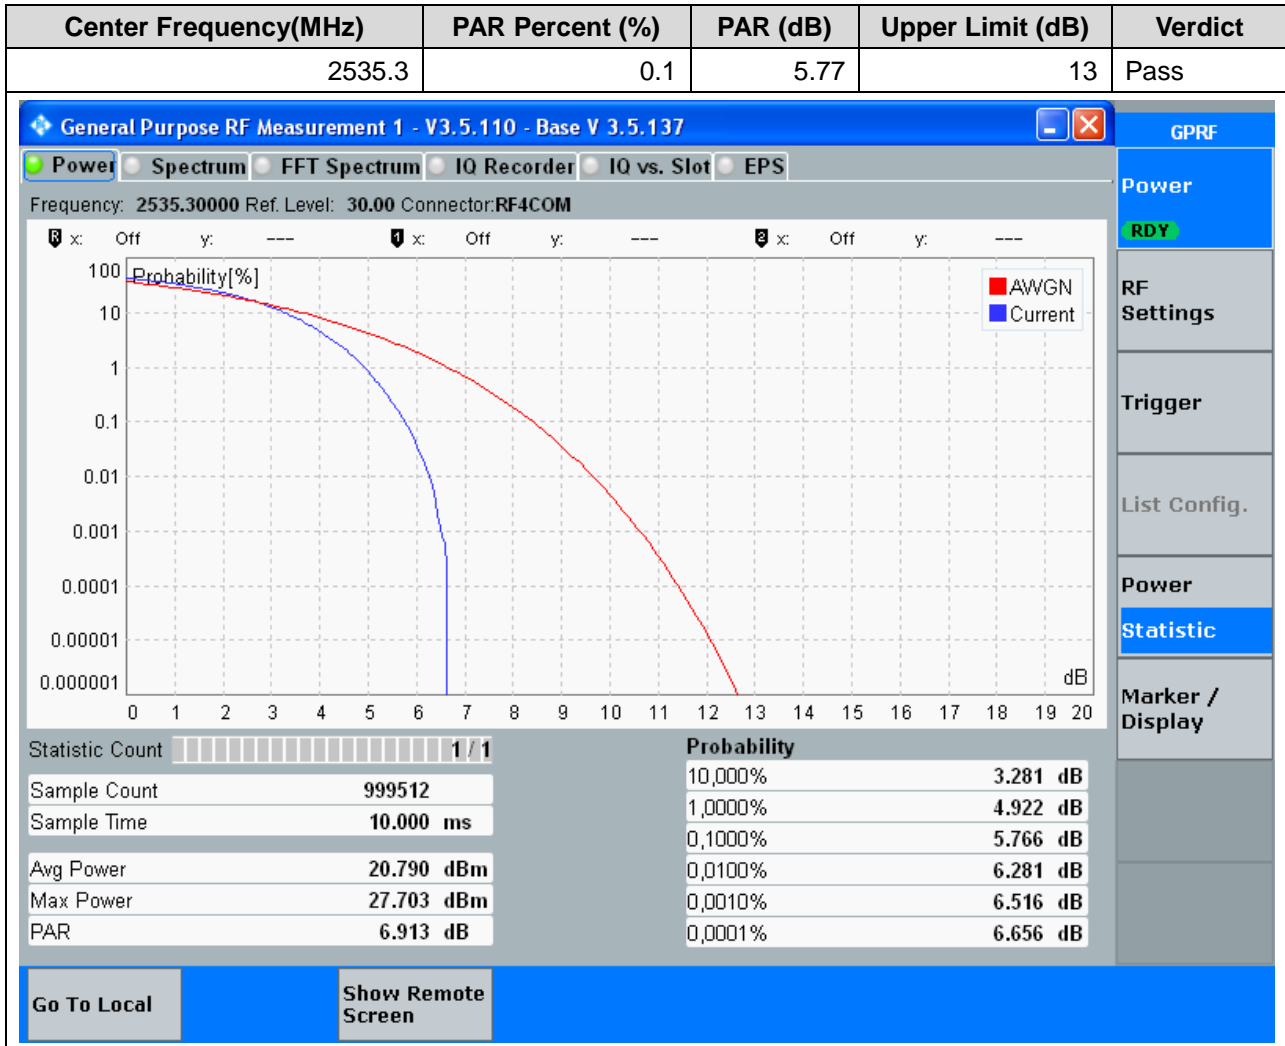 Center Frequency(MHz) PAR Percent (%) PAR (dB) Upper Limit (dB) Verdict
2535.3 0.1 5.77 13 Pass
General Purpose RF Measurement 1 - V3.5.110 - Base V 3.5.137
GPRF
Power Spectrum FFT Spectrum IQ Recorder IQ vs. Slot EPS
Power
RDY
Frequency: 2535.30000 Ref. Level: 30.00 Connector:RF4COM
R x: Off y: --- 1 x: Off y: --- 2 x: Off y: ---
100 Probability[%]
AWGN
Current
10
1
0.1
0.01
0.001
0.0001
0.00001
0.000001
dB
0 1 2 3 4 5 6 7 8 9 10 11 12 13 14 15 16 17 18 19 20
RF
Settings
Trigger
List Config.
Power
Statistic
Marker /
Display
Statistic Count 1 / 1
Sample Count 999512
Sample Time 10.000 ms
Avg Power 20.790 dBm
Max Power 27.703 dBm
PAR 6.913 dB
Probability
10,000% 3.281 dB
1,0000% 4.922 dB
0,1000% 5.766 dB
0,0100% 6.281 dB
0,0010% 6.516 dB
0,0001% 6.656 dB
Go To Local
Show Remote
Screen